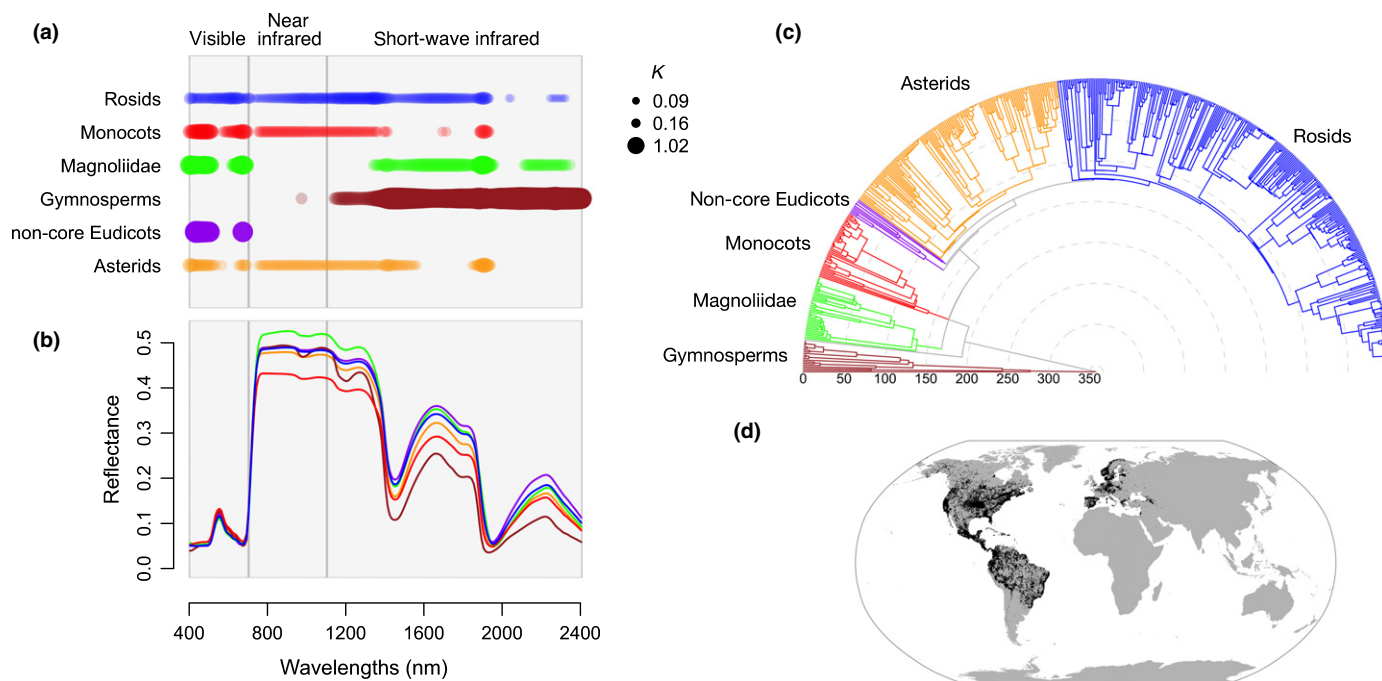 (a)
Visible
Near
infrared
Short-wave infrared
Rosids
Monocots
Magnoliidae
Gymnosperms
non-core Eudicots
Asterids
K
0.09
0.16
1.02
(b)
Reflectance
0.5
0.4
0.3
0.2
0.1
0.0
400 800 1200 1600 2000 2400
Wavelengths (nm)
(c)
Asterids
Rosids
Non-core Eudicots
Monocots
Magnoliidae
Gymnosperms
0 50 100 150 200 250 300 350
(d)